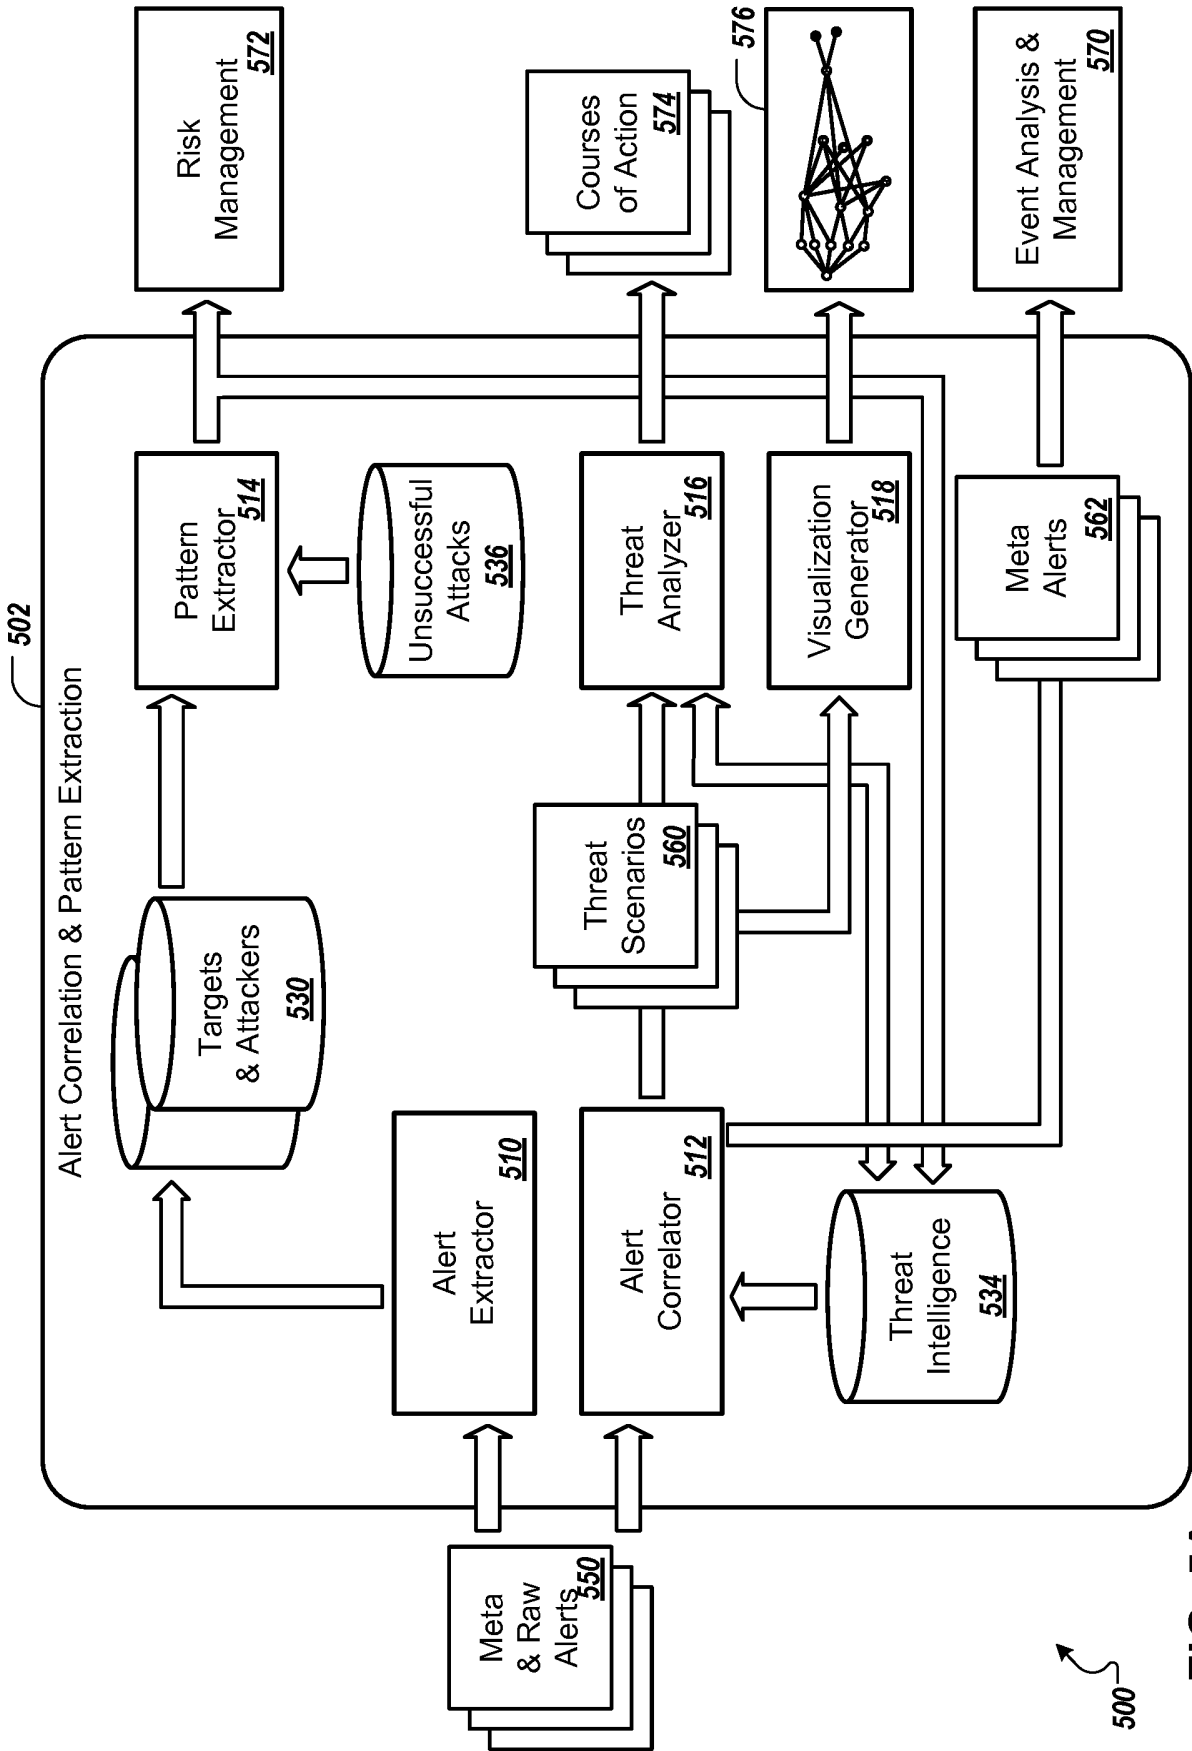 502
Alert Correlation & Pattern Extraction
Risk
Management
572
Pattern
Extractor
514
Targets
& Attackers
530
Unsuccessful
Attacks
536
Alert
Extractor
510
Meta
& Raw
Alerts
550
Alert
Correlator
512
Threat
Scenarios
560
Threat
Analyzer
516
Courses
of Action
574
576
Visualization
Generator
518
Threat
Intelligence
534
Meta
Alerts
562
Event Analysis &
Management
570
500